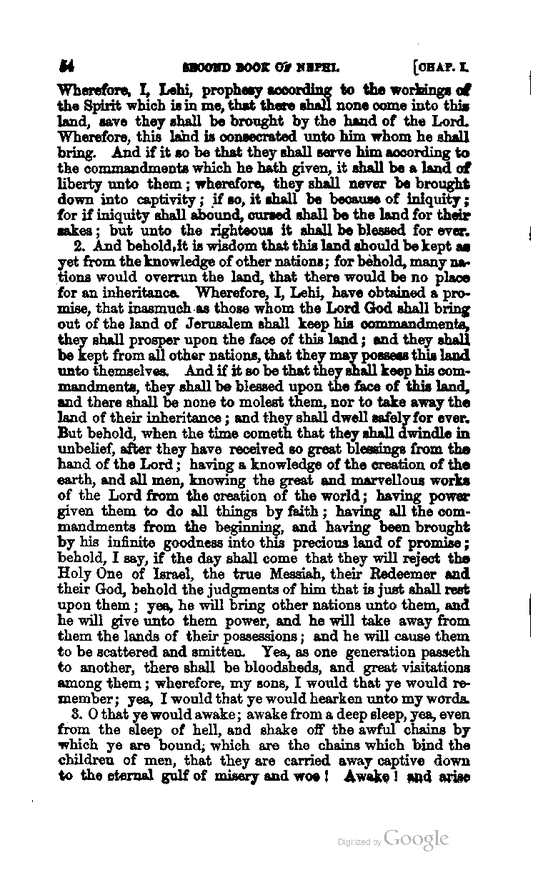 54 SECOND BOOK OF NEPHI. [CHAP. I.
Wherefore, I, Lehi, prophesy according to the workings of
the Spirit which is in me, that there shall none come into this
land, save they shall be brought by the hand of the Lord.
Wherefore, this land is consecrated unto him whom he shall
bring. And if it so be that they shall serve him according to
the commandments which he hath given, it shall be a land of
liberty unto them; wherefore, they shall never be brought
down into captivity; if so, it shall be because of iniquity;
for if iniquity shall abound, cursed shall be the land for their
sakes; but unto the righteous it shall be blessed for ever.
2. And behold, it is wisdom that this land should be kept as
yet from the knowledge of other nations; for behold, many na-
tions would overrun the land, that there would be no place
for an inheritance. Wherefore, I, Lehi, have obtained a pro-
mise, that inasmuch as those whom the Lord God shall bring
out of the land of Jerusalem shall keep his commandments,
they shall prosper upon the face of this land; and they shall
be kept from all other nations, that they may possess this land
unto themselves. And if it so be that they shall keep his com-
mandments, they shall be blessed upon the face of this land,
and there shall be none to molest them, nor to take away the
land of their inheritance; and they shall dwell safely for ever.
But behold, when the time cometh that they shall dwindle in
unbelief, after they have received so great blessings from the
hand of the Lord; having a knowledge of the creation of the
earth, and all men, knowing the great and marvellous works
of the Lord from the creation of the world; having power
given them to do all things by faith; having all the com-
mandments from the beginning, and having been brought
by his infinite goodness into this precious land of promise;
behold, I say, if the day shall come that they will reject the
Holy One of Israel, the true Messiah, their Redeemer and
their God, behold the judgments of him that is just shall rest
upon them; yea, he will bring other nations unto them, and
he will give unto them power, and he will take away from
them the lands of their possessions; and he will cause them
to be scattered and smitten. Yea, as one generation passeth
to another, there shall be bloodsheds, and great visitations
among them; wherefore, my sons, I would that ye would re-
member; yea, I would that ye would hearken unto my words.
3. O that ye would awake; awake from a deep sleep, yea, even
from the sleep of hell, and shake off the awful chains by
which ye are bound, which are the chains which bind the
children of men, that they are carried away captive down
to the eternal gulf of misery and woe! Awake! and arise
Digitized by Google